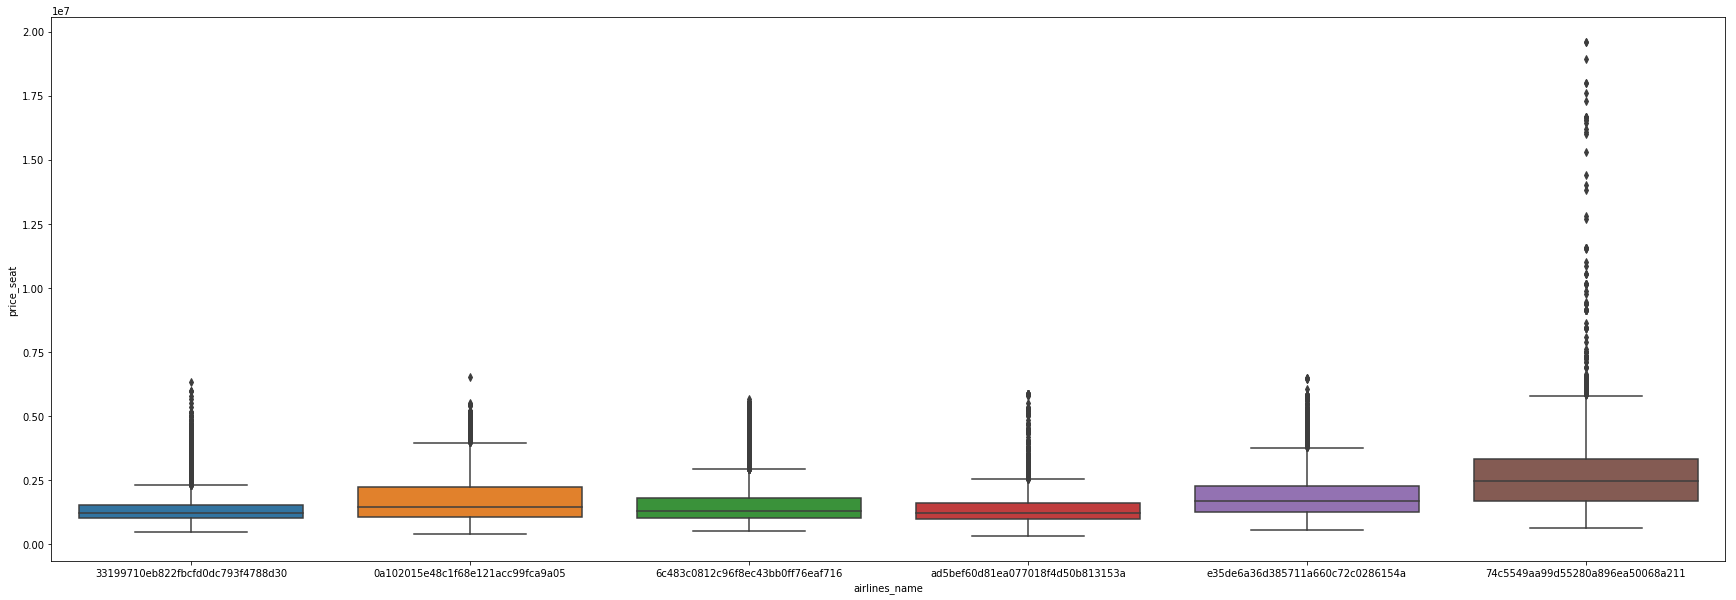 1e7
2.00
1.75
1.50
1.25
1.00
0.75
0.50
0.25
0.00
price_seat
33199710eb822fbcfd0dc793f4788d30
0a102015e48c1f68e121acc99fca9a05
6c483c0812c96f8ec43bb0ff76eaf716
ad5bef60d81ea077018f4d50b813153a
e35de6a36d385711a660c72c0286154a
74c5549aa99d55280a896ea50068a211
airlines_name